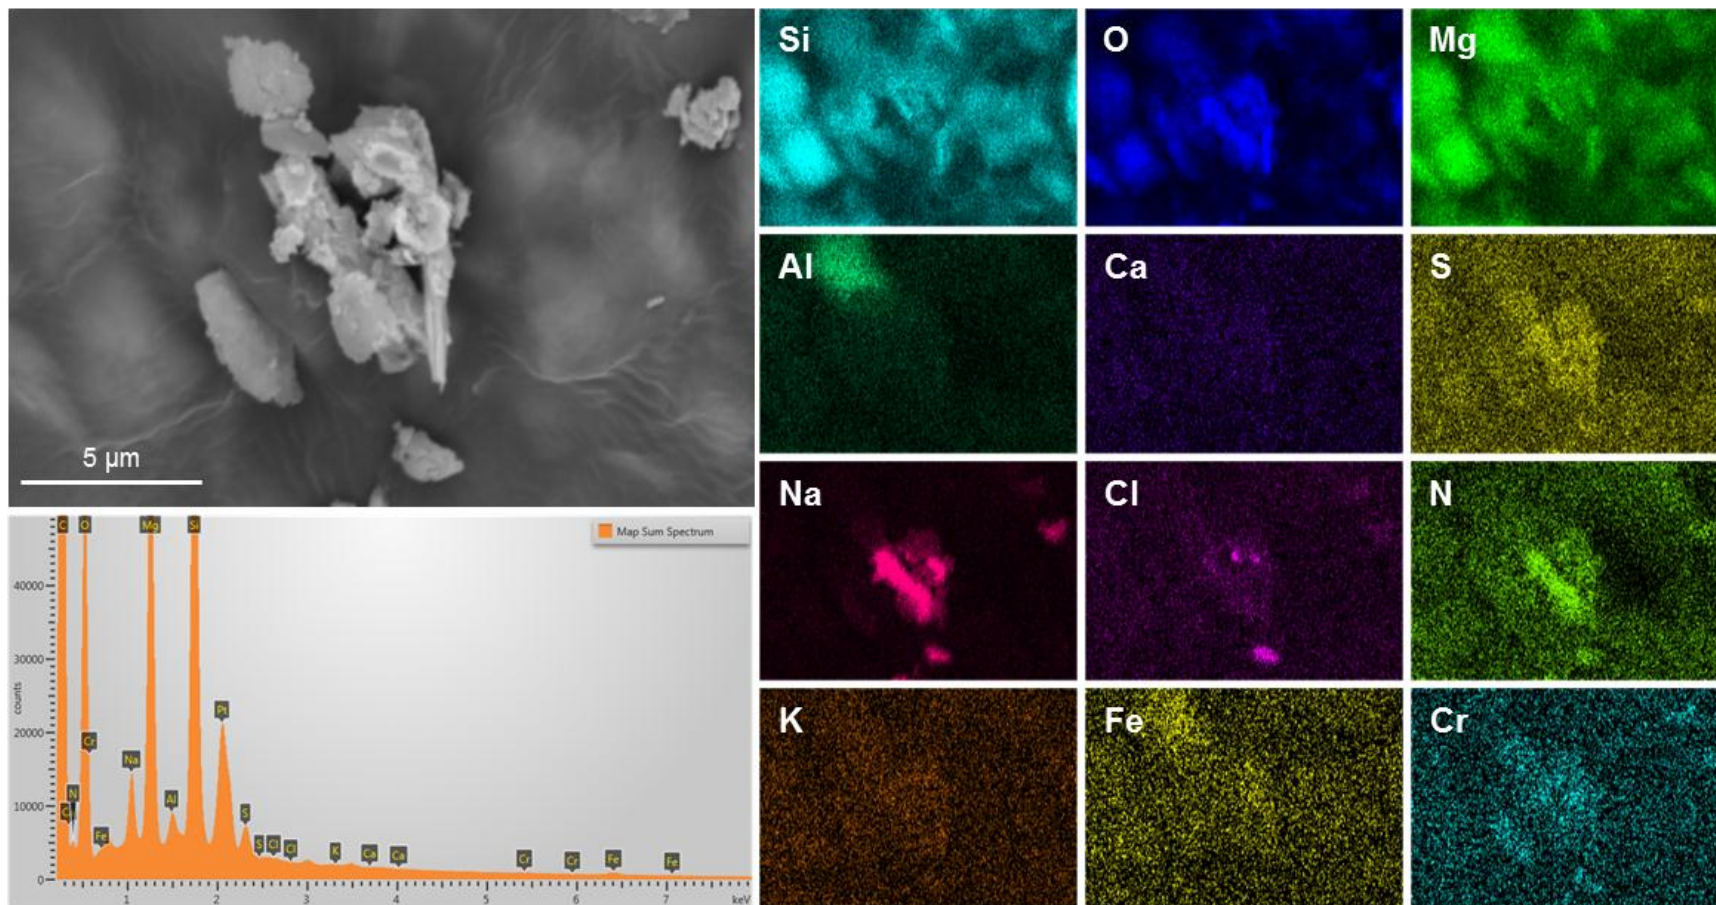 Si
O
Mg
Al
Ca
S
5 µm
Na
Cl
N
K
Fe
Cr
C
O
Mg
Si
Map Sum Spectrum
40000
30000
20000
10000
0
counts
Cr
Pt
Na
N
Al
C
S
Fe
S
Cl
Cl
K
Ca
Ca
Cr
Cr
Fe
Fe
1
2
3
4
5
6
7
keV